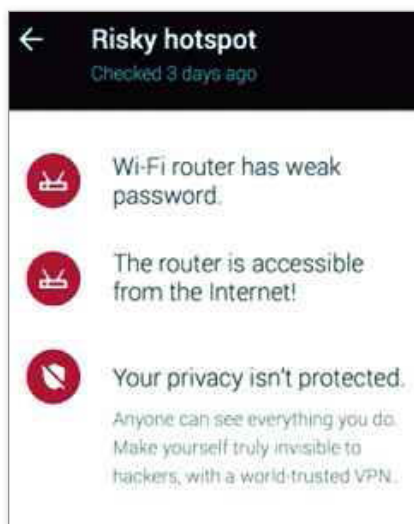 Risky hotspot
Checked 3 days ago
Wi-Fi router has weak
password.
The router is accessible
from the Internet!
Your privacy isn't protected.
Anyone can see everything you do.
Make yourself truly invisible to
hackers, with a world-trusted VPN.